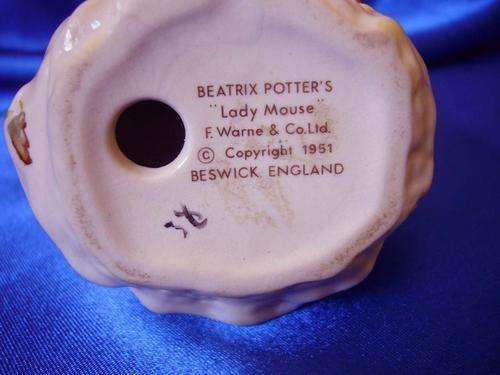 BEATRIX POTTER'S
"Lady Mouse"
F. Warne & Co. Ltd.
© Copyright 1951
BESWICK, ENGLAND